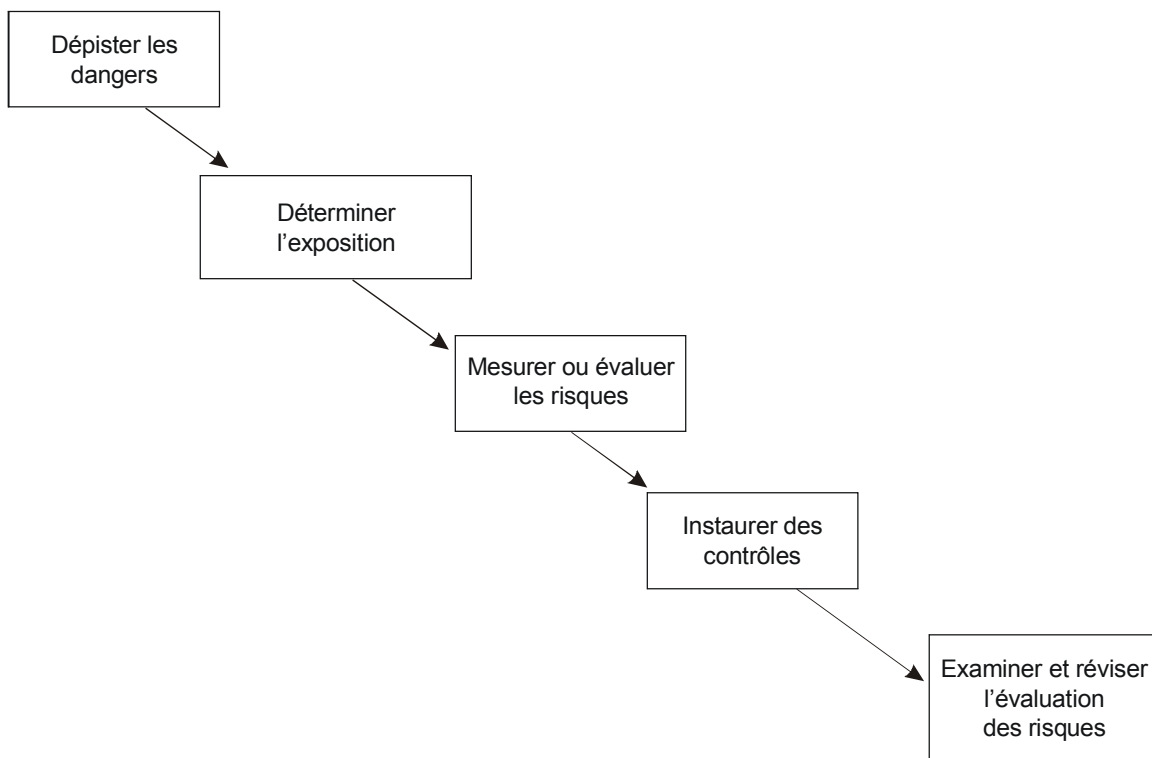 Dépister les
dangers
Déterminer
l’exposition
Mesurer ou évaluer
les risques
Instaurer des
contrôles
Examiner et réviser
l’évaluation
des risques